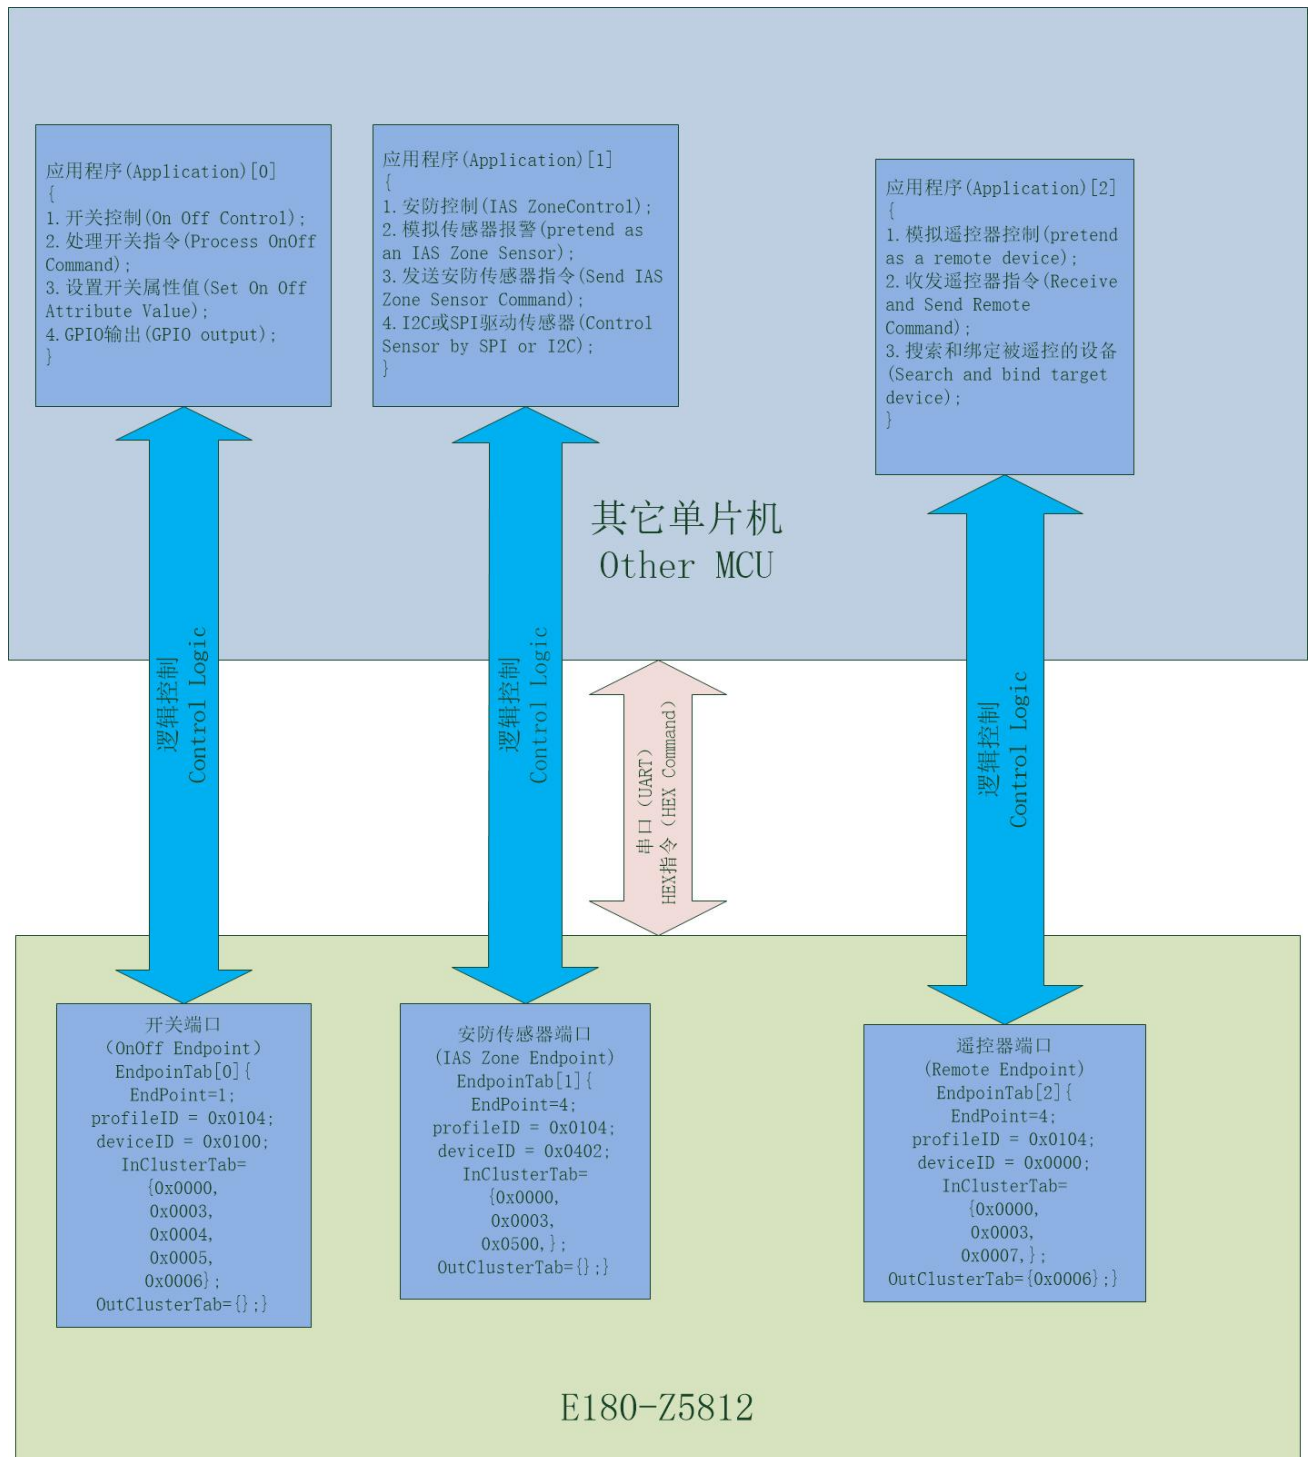 应用程序(Application)[0]
{
1.开关控制(On Off Control);
2.处理开关指令(Process OnOff
Command);
3.设置开关属性值(Set On Off
Attribute Value);
4.GPIO输出(GPIO output);
}
应用程序(Application)[1]
{
1.安防控制(IAS ZoneControl);
2.模拟传感器报警(pretend as
an IAS Zone Sensor);
3.发送安防传感器指令(Send IAS
Zone Sensor Command);
4.I2C或SPI驱动传感器(Control
Sensor by SPI or I2C);
}
应用程序(Application)[2]
{
1.模拟遥控器控制(pretend
as a remote device);
2.收发遥控器指令(Receive
and Send Remote
Command);
3.搜索和绑定被遥控的设备
(Search and bind target
device);
}
其它单片机
Other MCU
逻辑控制
Control Logic
逻辑控制
Control Logic
串口（UART）
HEX指令（HEX Command）
逻辑控制
Control Logic
开关端口
（OnOff Endpoint）
EndpoinTab[0]{
EndPoint=1;
profileID = 0x0104;
deviceID = 0x0100;
InClusterTab=
{0x0000,
0x0003,
0x0004,
0x0005,
0x0006};
OutClusterTab={};}
安防传感器端口
(IAS Zone Endpoint)
EndpoinTab[1]{
EndPoint=4;
profileID = 0x0104;
deviceID = 0x0402;
InClusterTab=
{0x0000,
0x0003,
0x0500,};
OutClusterTab={};}
遥控器端口
(Remote Endpoint)
EndpoinTab[2]{
EndPoint=4;
profileID = 0x0104;
deviceID = 0x0000;
InClusterTab=
{0x0000,
0x0003,
0x0007,};
OutClusterTab={0x0006};}
E180-Z5812